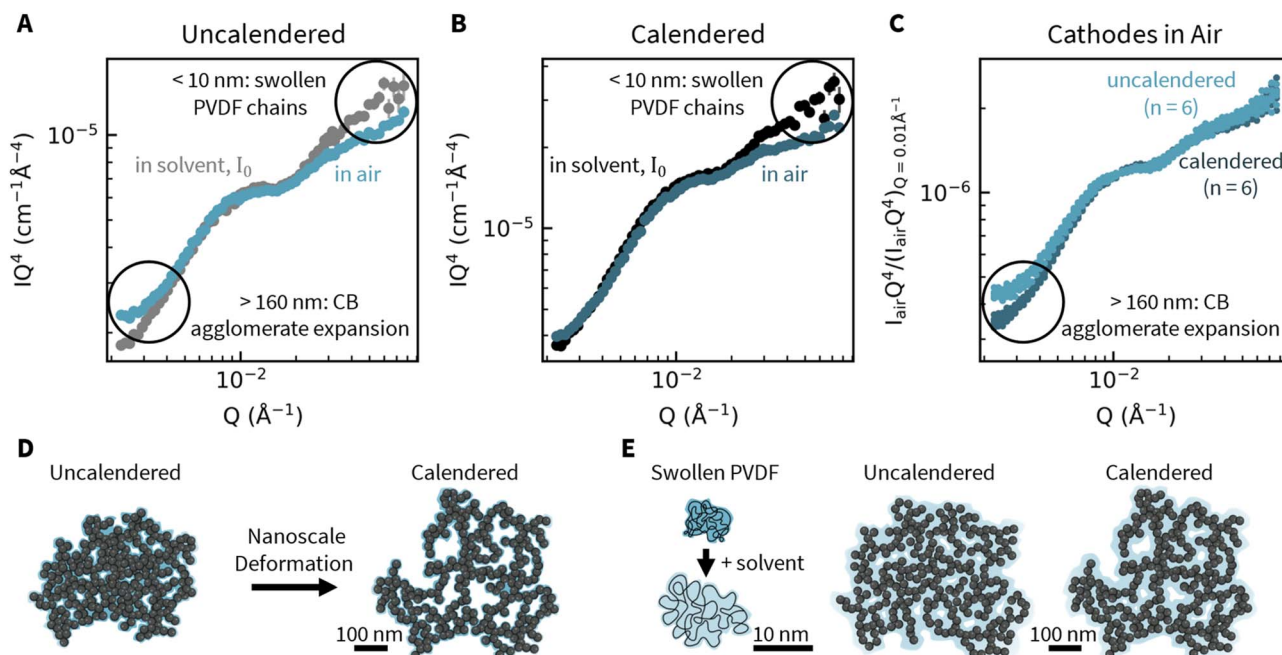 A
Uncalendered
IQ⁴ (cm⁻¹Å⁻⁴)
10⁻⁵
< 10 nm: swollen
PVDF chains
in solvent, I₀
in air
> 160 nm: CB
agglomerate expansion
10⁻²
Q (Å⁻¹)
B
Calendered
IQ⁴ (cm⁻¹Å⁻⁴)
10⁻⁵
< 10 nm: swollen
PVDF chains
in solvent, I₀
in air
10⁻²
Q (Å⁻¹)
C
Cathodes in Air
I_airQ⁴/(I_airQ⁴)_Q = 0.01Å⁻¹
10⁻⁶
uncalendered
(n = 6)
calendered
(n = 6)
> 160 nm: CB
agglomerate expansion
10⁻²
Q (Å⁻¹)
D
Uncalendered
Nanoscale
Deformation
Calendered
100 nm
E
Swollen PVDF
+ solvent
10 nm
Uncalendered
Calendered
100 nm